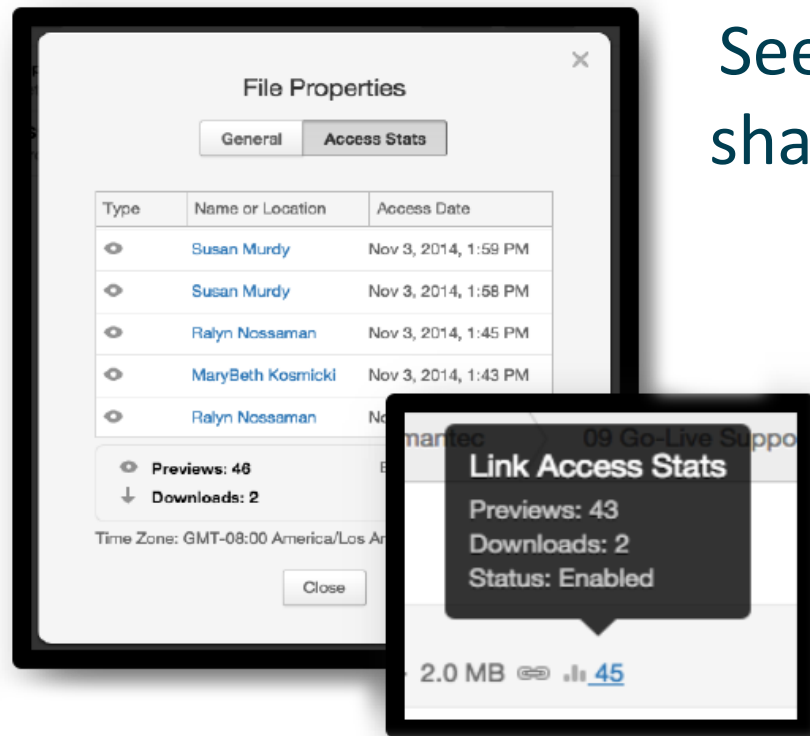 See
sha
File Properties
General Access Stats
Type Name or Location Access Date
Susan Murdy Nov 3, 2014, 1:59 PM
Susan Murdy Nov 3, 2014, 1:58 PM
Ralyn Nossaman Nov 3, 2014, 1:45 PM
MaryBeth Kosmicki Nov 3, 2014, 1:43 PM
Ralyn Nossaman No
Previews: 46 E
Downloads: 2
Time Zone: GMT-08:00 America/Los An
Close
mantec 09 Go-Live Suppo
Link Access Stats
Previews: 43
Downloads: 2
Status: Enabled
2.0 MB 45